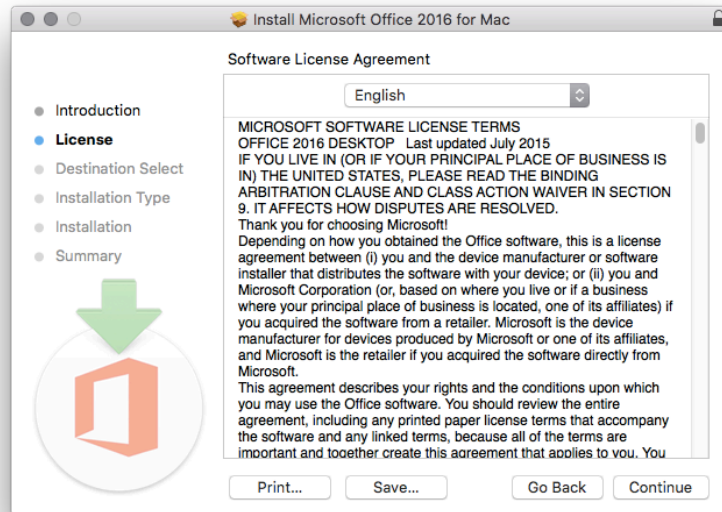 Install Microsoft Office 2016 for Mac
Software License Agreement
Introduction
License
Destination Select
Installation Type
Installation
Summary
English
MICROSOFT SOFTWARE LICENSE TERMS
OFFICE 2016 DESKTOP   Last updated July 2015
IF YOU LIVE IN (OR IF YOUR PRINCIPAL PLACE OF BUSINESS IS
IN) THE UNITED STATES, PLEASE READ THE BINDING
ARBITRATION CLAUSE AND CLASS ACTION WAIVER IN SECTION
9. IT AFFECTS HOW DISPUTES ARE RESOLVED.
Thank you for choosing Microsoft!
Depending on how you obtained the Office software, this is a license
agreement between (i) you and the device manufacturer or software
installer that distributes the software with your device; or (ii) you and
Microsoft Corporation (or, based on where you live or if a business
where your principal place of business is located, one of its affiliates) if
you acquired the software from a retailer. Microsoft is the device
manufacturer for devices produced by Microsoft or one of its affiliates,
and Microsoft is the retailer if you acquired the software directly from
Microsoft.
This agreement describes your rights and the conditions upon which
you may use the Office software. You should review the entire
agreement, including any printed paper license terms that accompany
the software and any linked terms, because all of the terms are
important and together create this agreement that applies to you. You
Print...
Save...
Go Back
Continue